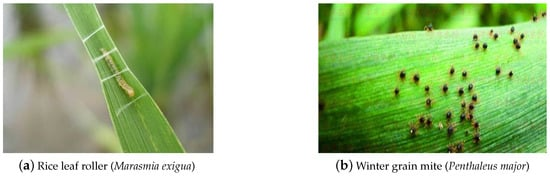 (a) Rice leaf roller (Marasmia exigua)
(b) Winter grain mite (Penthaleus major)